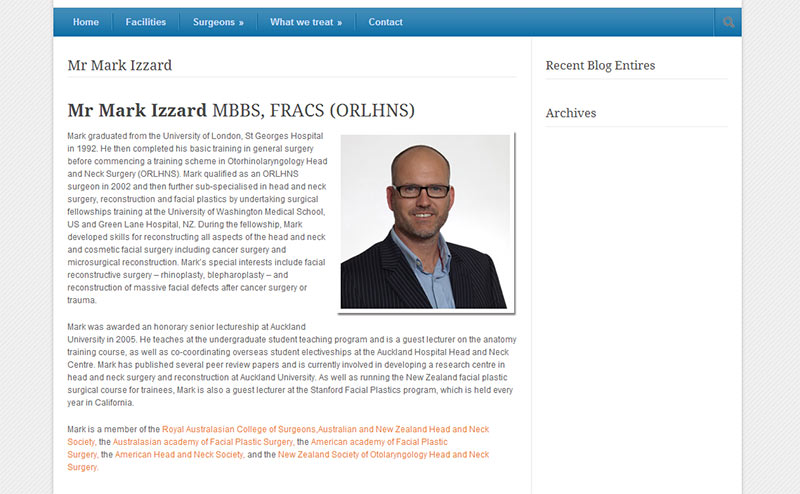 Home Facilities Surgeons » What we treat » Contact
Mr Mark Izzard
Mr Mark Izzard MBBS, FRACS (ORLHNS)
Mark graduated from the University of London, St Georges Hospital
in 1992. He then completed his basic training in general surgery
before commencing a training scheme in Otorhinolaryngology Head
and Neck Surgery (ORLHNS). Mark qualified as an ORLHNS
surgeon in 2002 and then further sub-specialised in head and neck
surgery, reconstruction and facial plastics by undertaking surgical
fellowships training at the University of Washington Medical School,
US and Green Lane Hospital, NZ. During the fellowship, Mark
developed skills for reconstructing all aspects of the head and neck
and cosmetic facial surgery including cancer surgery and
microsurgical reconstruction. Mark's special interests include facial
reconstructive surgery – rhinoplasty, blepharoplasty – and
reconstruction of massive facial defects after cancer surgery or
trauma.
Mark was awarded an honorary senior lectureship at Auckland
University in 2005. He teaches at the undergraduate student teaching program and is a guest lecturer on the anatomy
training course, as well as co-coordinating overseas student electiveships at the Auckland Hospital Head and Neck
Centre. Mark has published several peer review papers and is currently involved in developing a research centre in
head and neck surgery and reconstruction at Auckland University. As well as running the New Zealand facial plastic
surgical course for trainees, Mark is also a guest lecturer at the Stanford Facial Plastics program, which is held every
year in California.
Mark is a member of the Royal Australasian College of Surgeons,Australian and New Zealand Head and Neck
Society, the Australasian academy of Facial Plastic Surgery, the American academy of Facial Plastic
Surgery, the American Head and Neck Society, and the New Zealand Society of Otolaryngology Head and Neck
Surgery.
Recent Blog Entires
Archives